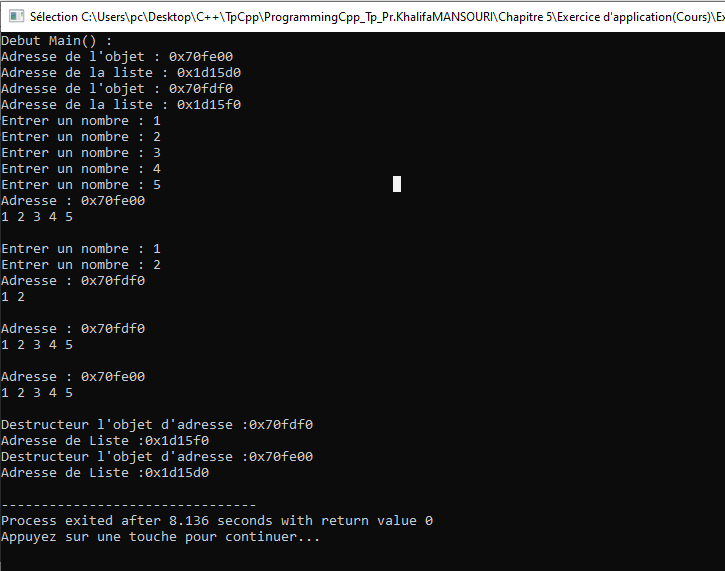 Sélection C:\Users\pc\Desktop\C++\TpCpp\ProgrammingCpp_Tp_Pr.KhalifaMANSOURI\Chapitre 5\Exercice d'application(Cours)\Ex
Debut Main() :
Adresse de l'objet : 0x70fe00
Adresse de la liste : 0x1d15d0
Adresse de l'objet : 0x70fdf0
Adresse de la liste : 0x1d15f0
Entrer un nombre : 1
Entrer un nombre : 2
Entrer un nombre : 3
Entrer un nombre : 4
Entrer un nombre : 5
Adresse : 0x70fe00
1 2 3 4 5
Entrer un nombre : 1
Entrer un nombre : 2
Adresse : 0x70fdf0
1 2
Adresse : 0x70fdf0
1 2 3 4 5
Adresse : 0x70fe00
1 2 3 4 5
Destructeur l'objet d'adresse :0x70fdf0
Adresse de Liste :0x1d15f0
Destructeur l'objet d'adresse :0x70fe00
Adresse de Liste :0x1d15d0
--------------------------------
Process exited after 8.136 seconds with return value 0
Appuyez sur une touche pour continuer...